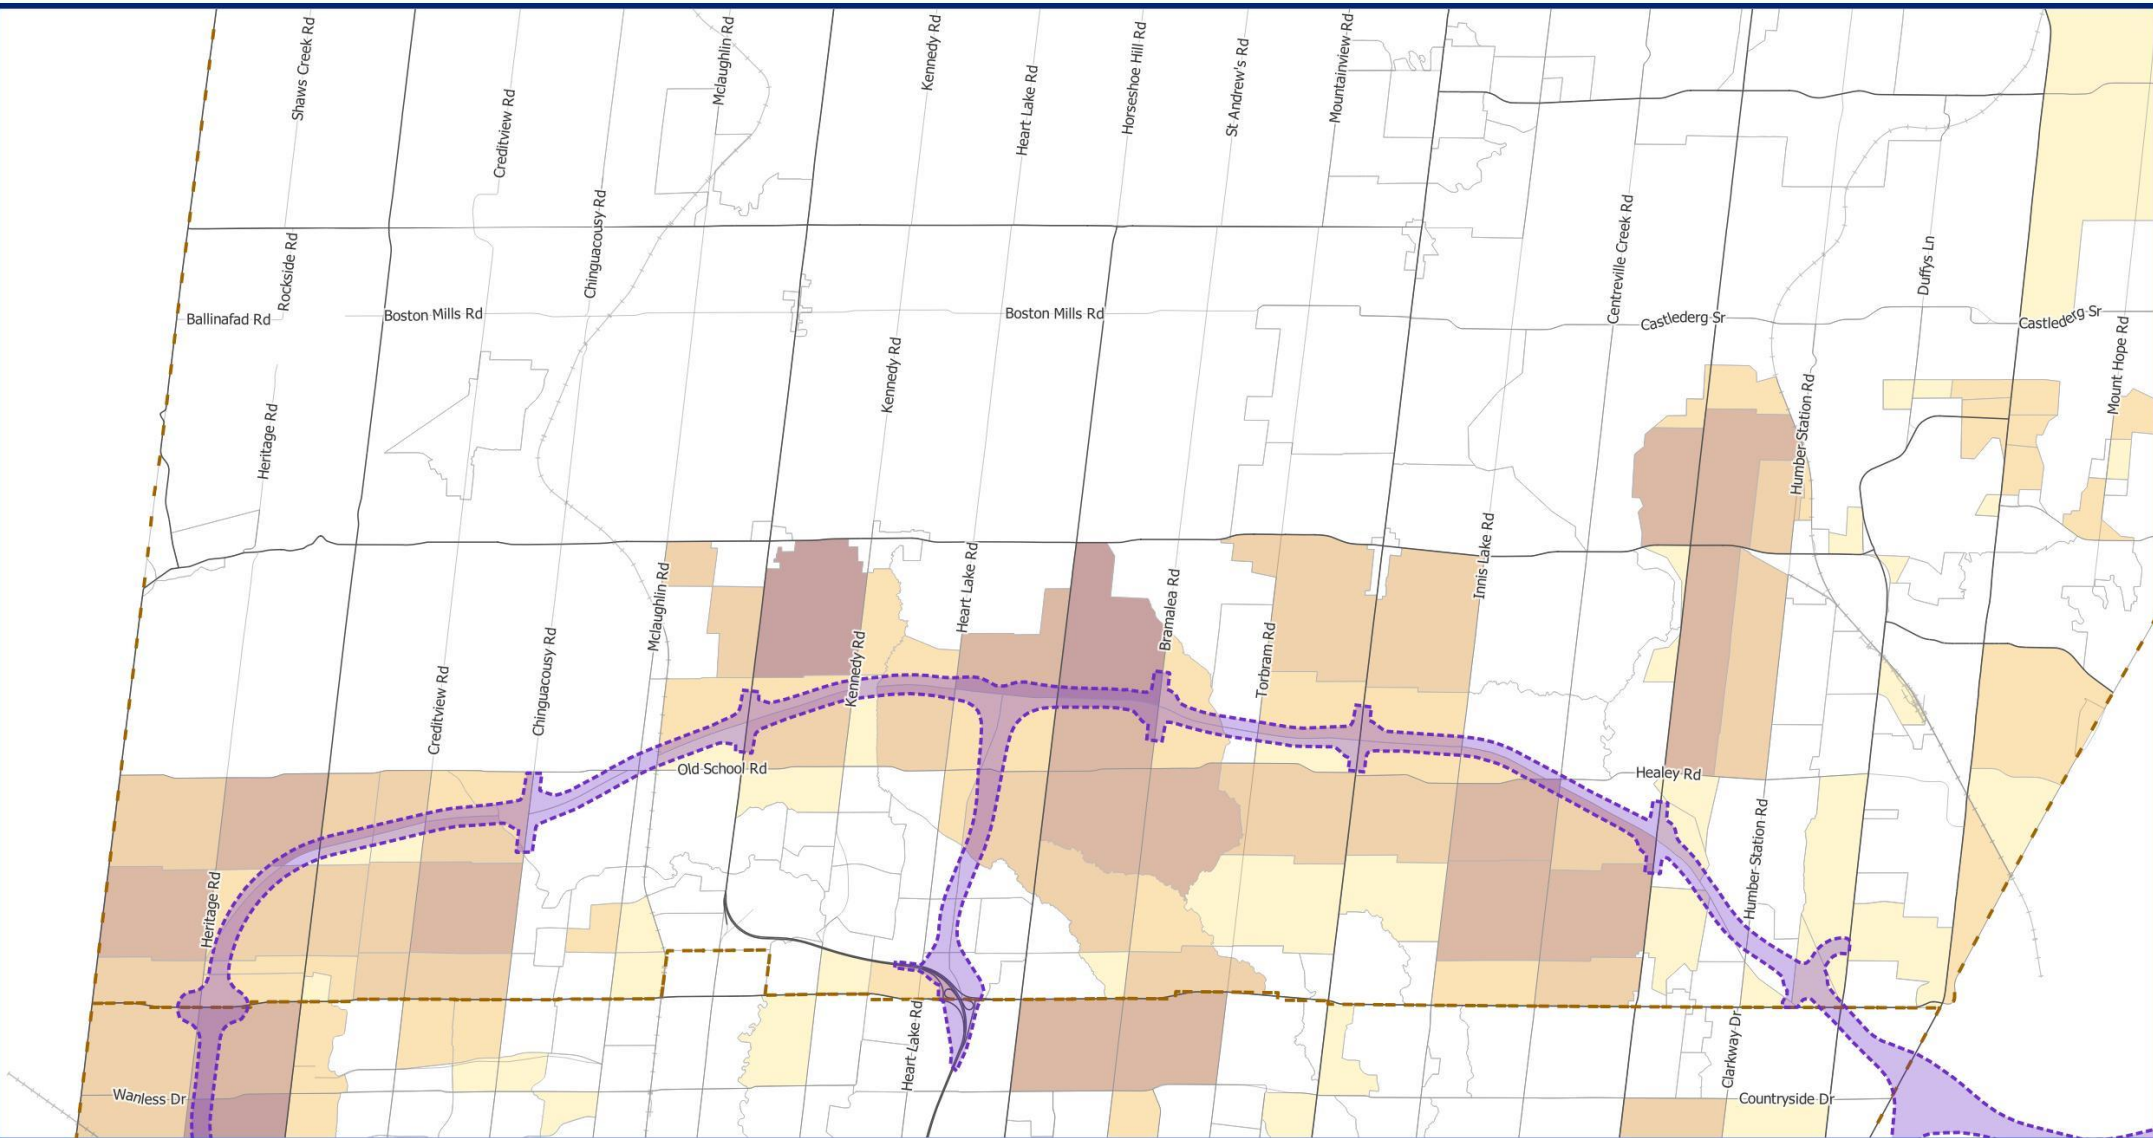 Shaws Creek Rd
Creditview Rd
Mclaughlin Rd
Kennedy Rd
Heart Lake Rd
Horseshoe Hill Rd
St Andrew's Rd
Mountainview Rd
Rockside Rd
Chinguacousy Rd
Centreville Creek Rd
Duffys Ln
Ballinafad Rd
Boston Mills Rd
Boston Mills Rd
Castlederg Sr
Castlederg Sr
Mount Hope Rd
Kennedy Rd
Heritage Rd
Humber Station Rd
Innis Lake Rd
Heart Lake Rd
Bramalea Rd
Mclaughlin Rd
Torbram Rd
Kennedy Rd
Chinguacousy Rd
Creditview Rd
Old School Rd
Healey Rd
Humber Station Rd
Heritage Rd
Heart Lake Rd
Clarkway Dr
Wanless Dr
Countryside Dr